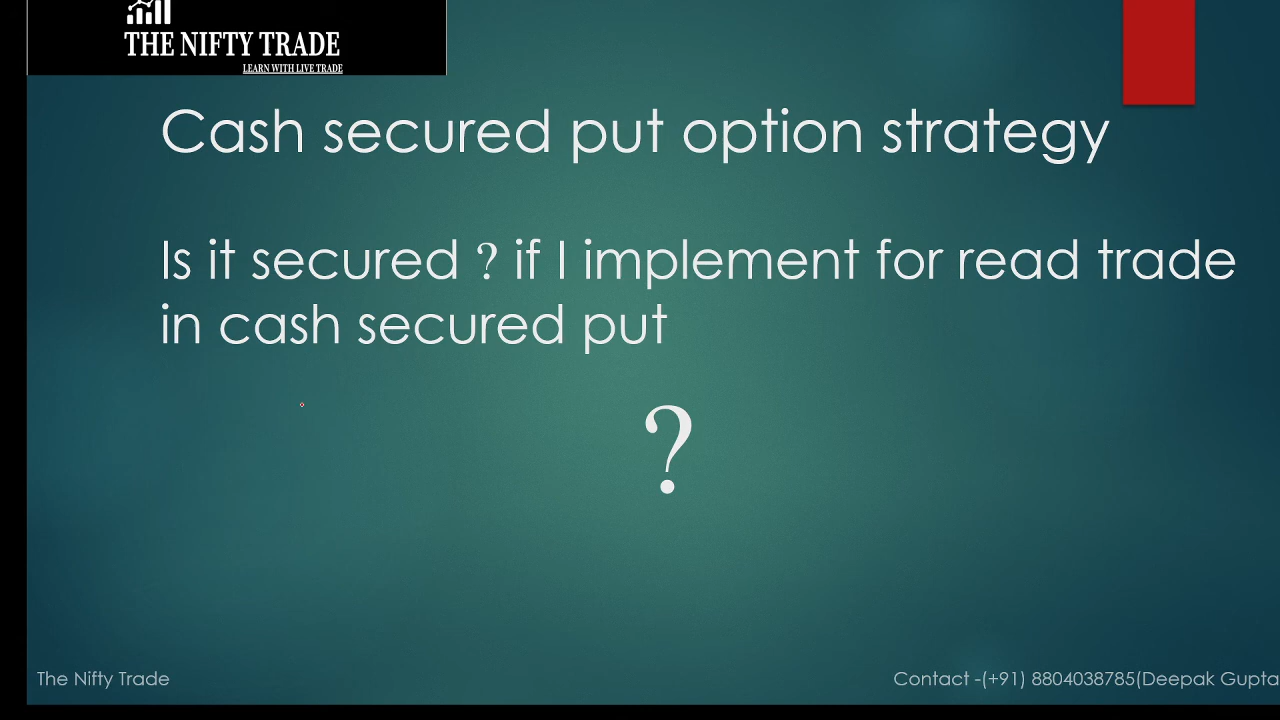 THE NIFTY TRADE
LEARN WITH LIVE TRADE
Cash secured put option strategy
Is it secured ? if I implement for read trade
in cash secured put
?
The Nifty Trade
Contact -(+91) 8804038785(Deepak Gupta